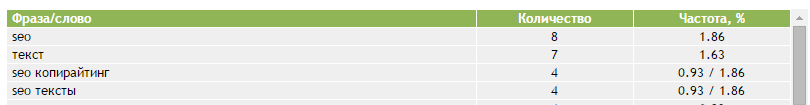 Фраза/слово Количество Частота, %
seo 8 1.86
текст 7 1.63
seo копирайтинг 4 0.93 / 1.86
seo тексты 4 0.93 / 1.86